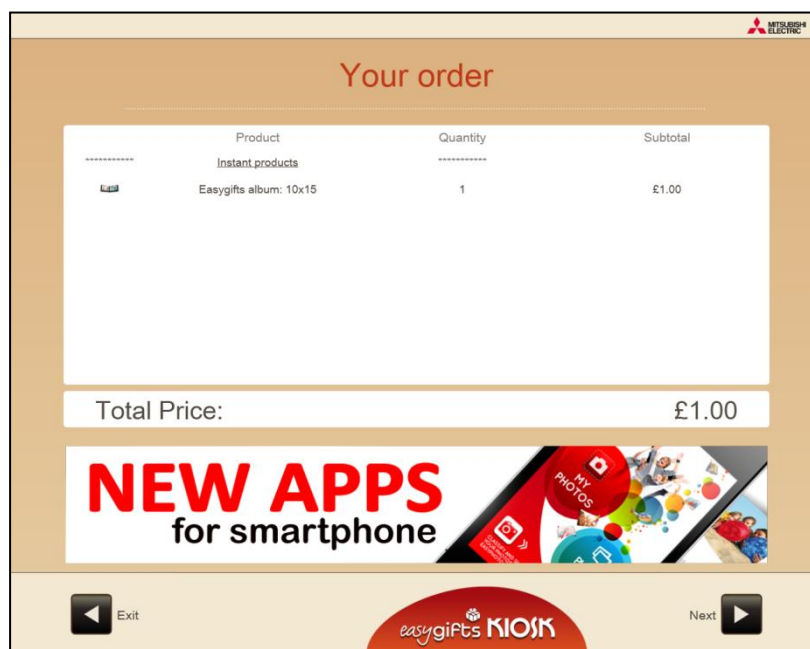 MITSUBISHI
ELECTRIC
Your order
Product Quantity Subtotal
----------- Instant products -----------
Easygifts album: 10x15 1 £1.00
Total Price: £1.00
NEW APPS
for smartphone
MY
PHOTOS
Exit
easygifts KIOSK
Next